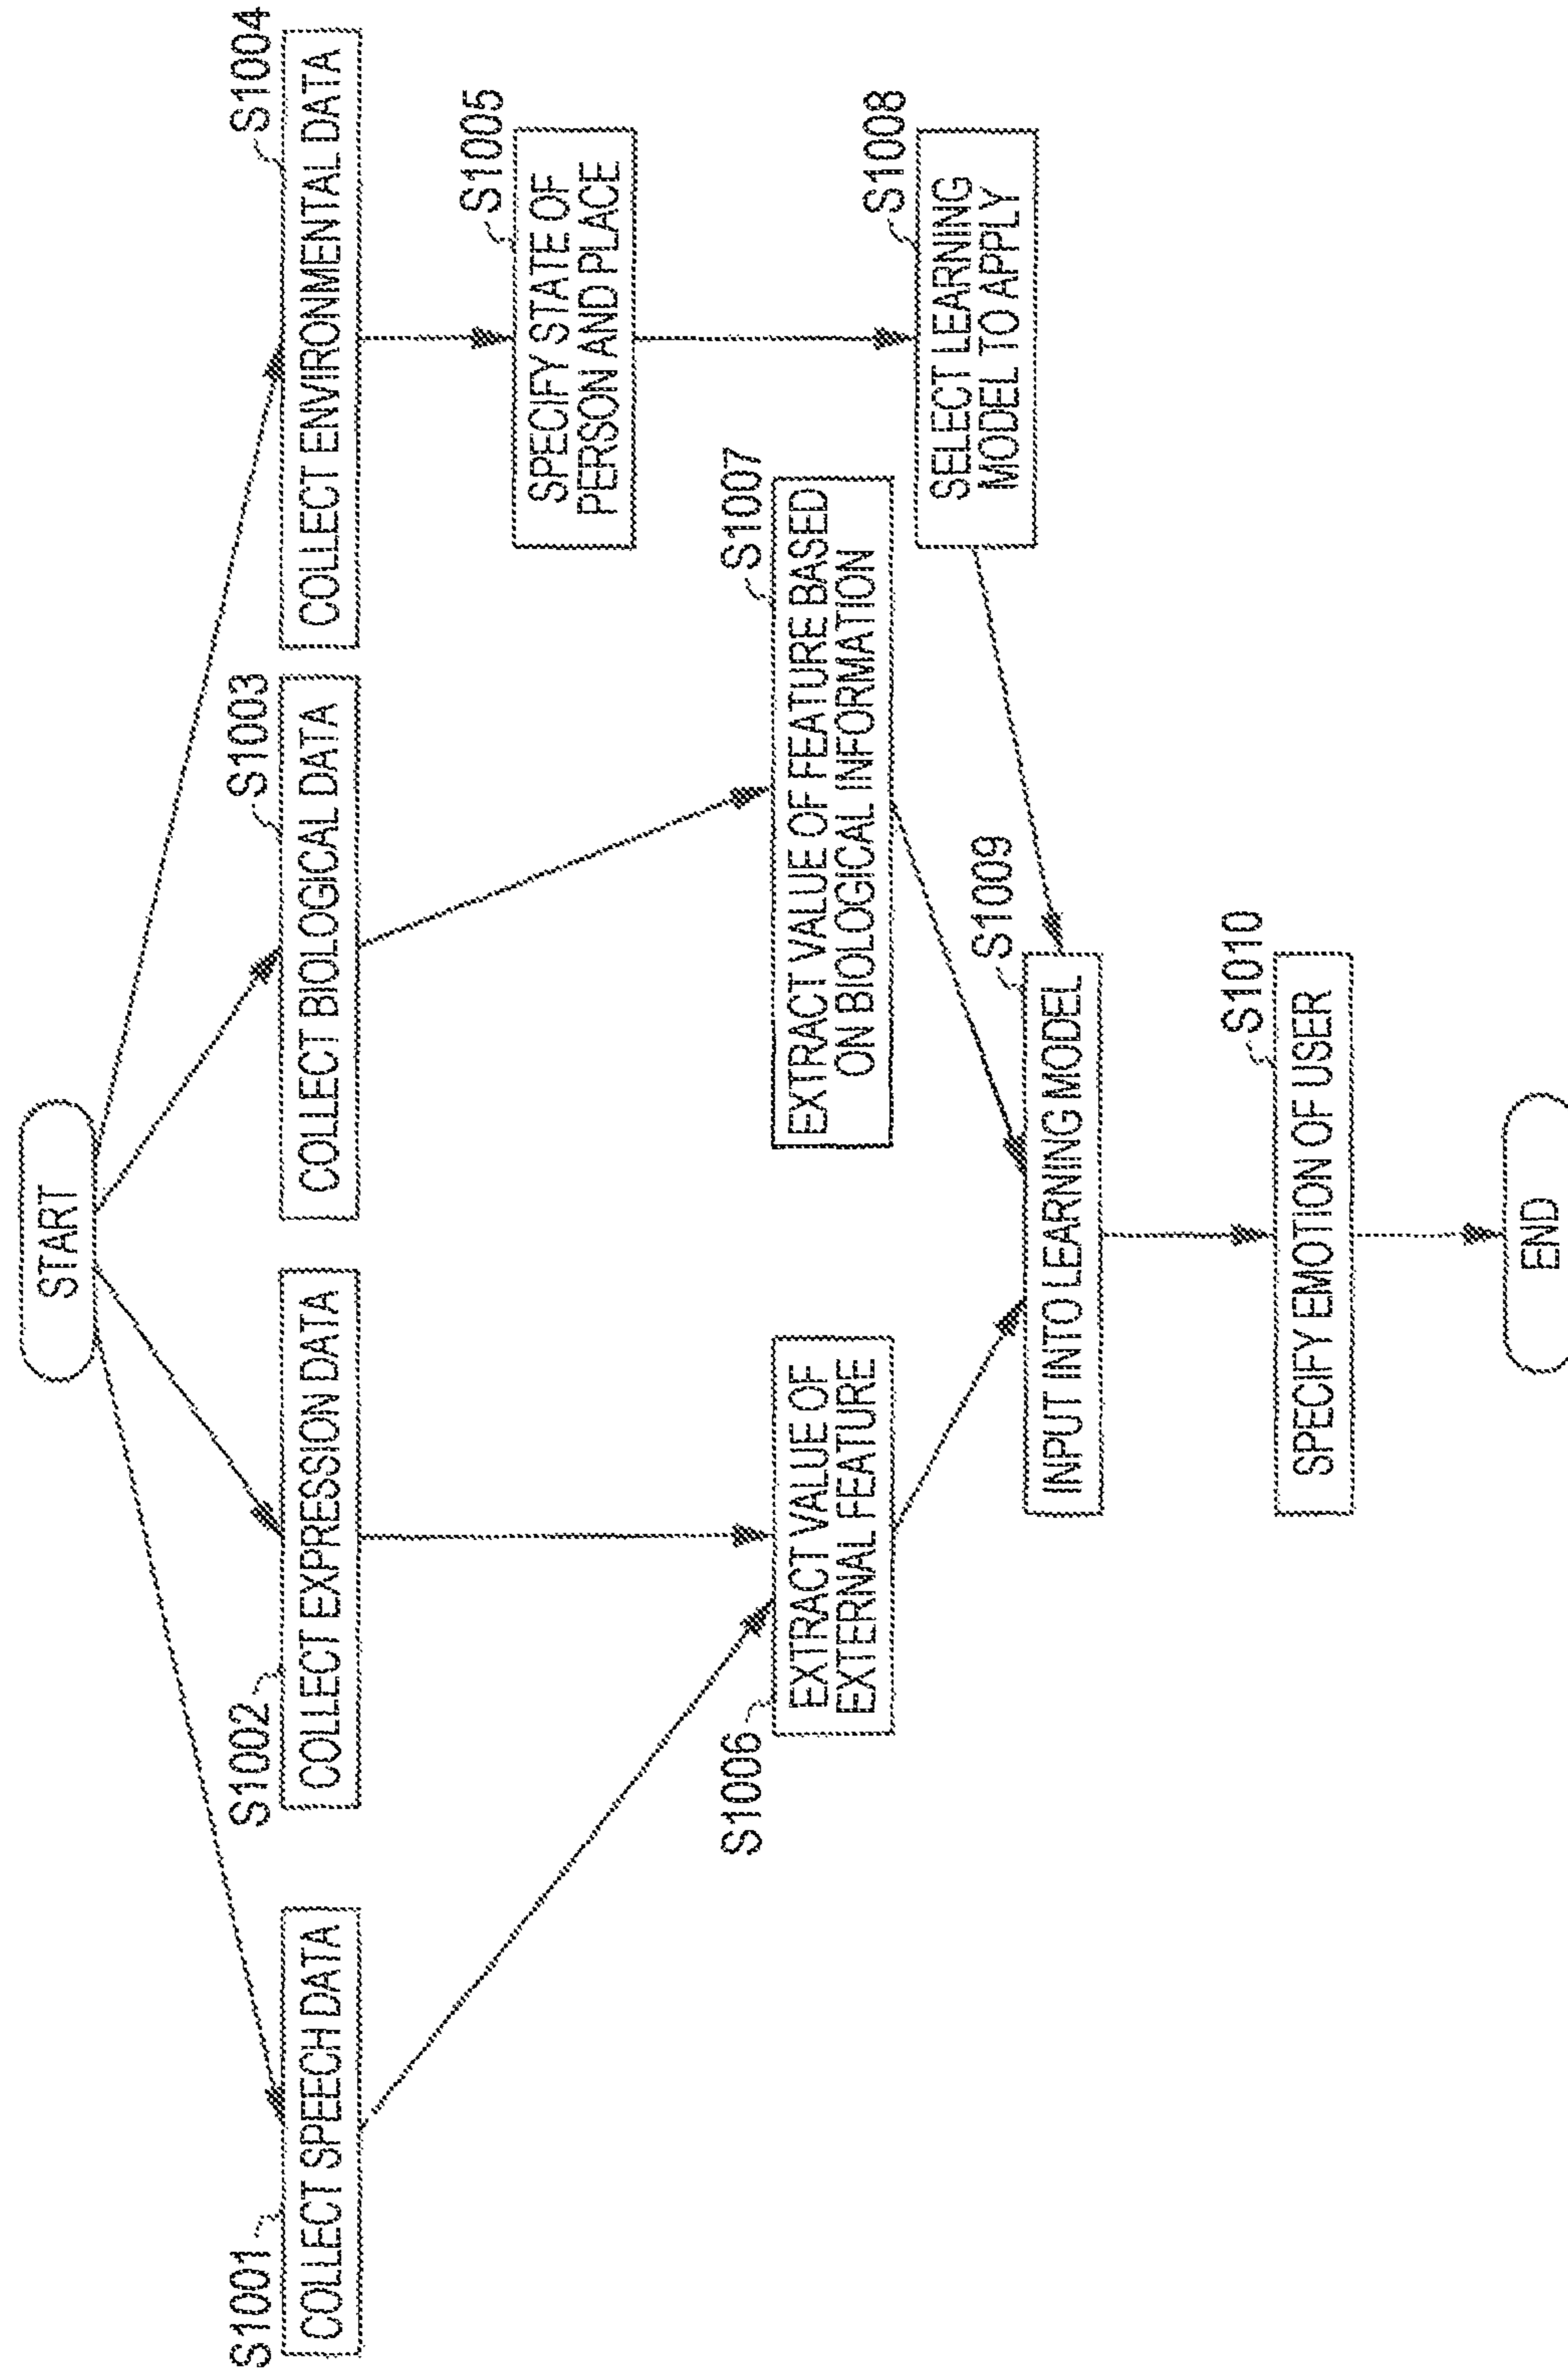 START
S1001
COLLECT SPEECH DATA
S1002
COLLECT EXPRESSION DATA
S1003
COLLECT BIOLOGICAL DATA
S1004
COLLECT ENVIRONMENTAL DATA
S1005
SPECIFY STATE OF
PERSON AND PLACE
S1006
EXTRACT VALUE OF
EXTERNAL FEATURE
S1007
EXTRACT VALUE OF FEATURE BASED
ON BIOLOGICAL INFORMATION
S1008
SELECT LEARNING
MODEL TO APPLY
S1009
INPUT INTO LEARNING MODEL
S1010
SPECIFY EMOTION OF USER
END